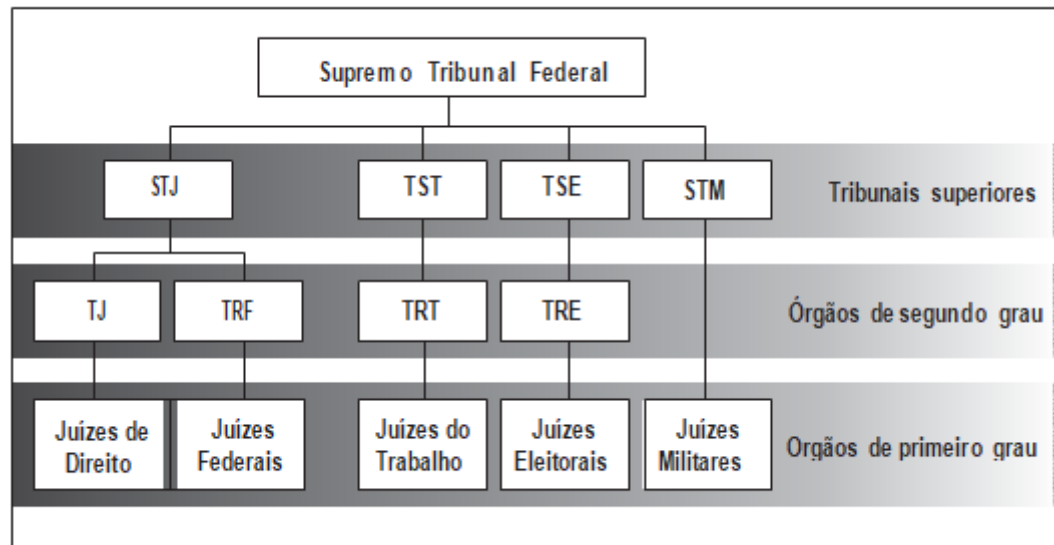 Supremo Tribunal Federal
STJ
TST
TSE
STM
Tribunais superiores
TJ
TRF
TRT
TRE
Órgãos de segundo grau
Juízes de
Direito
Juízes
Federais
Juízes do
Trabalho
Juízes
Eleitorais
Juízes
Militares
Orgãos de primeiro grau